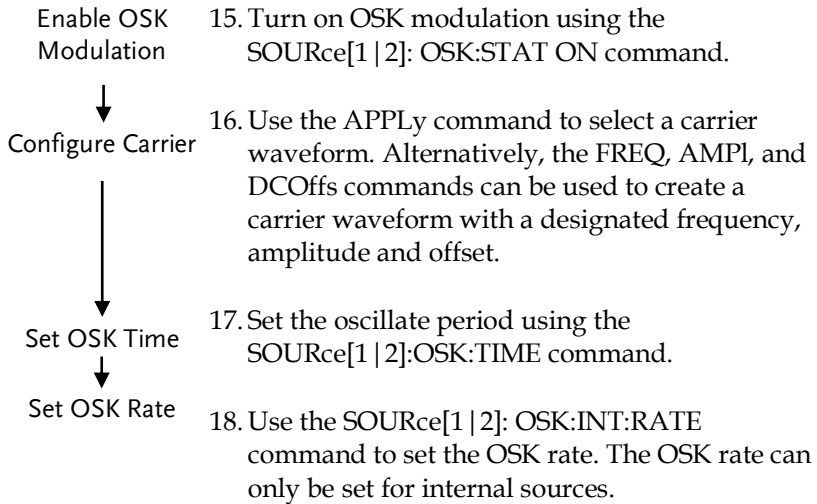 Enable OSK
Modulation
15. Turn on OSK modulation using the
SOURce[1|2]: OSK:STAT ON command.
Configure Carrier
16. Use the APPLy command to select a carrier
waveform. Alternatively, the FREQ, AMPl, and
DCOffs commands can be used to create a
carrier waveform with a designated frequency,
amplitude and offset.
Set OSK Time
17. Set the oscillate period using the
SOURce[1|2]:OSK:TIME command.
Set OSK Rate
18. Use the SOURce[1|2]: OSK:INT:RATE
command to set the OSK rate. The OSK rate can
only be set for internal sources.